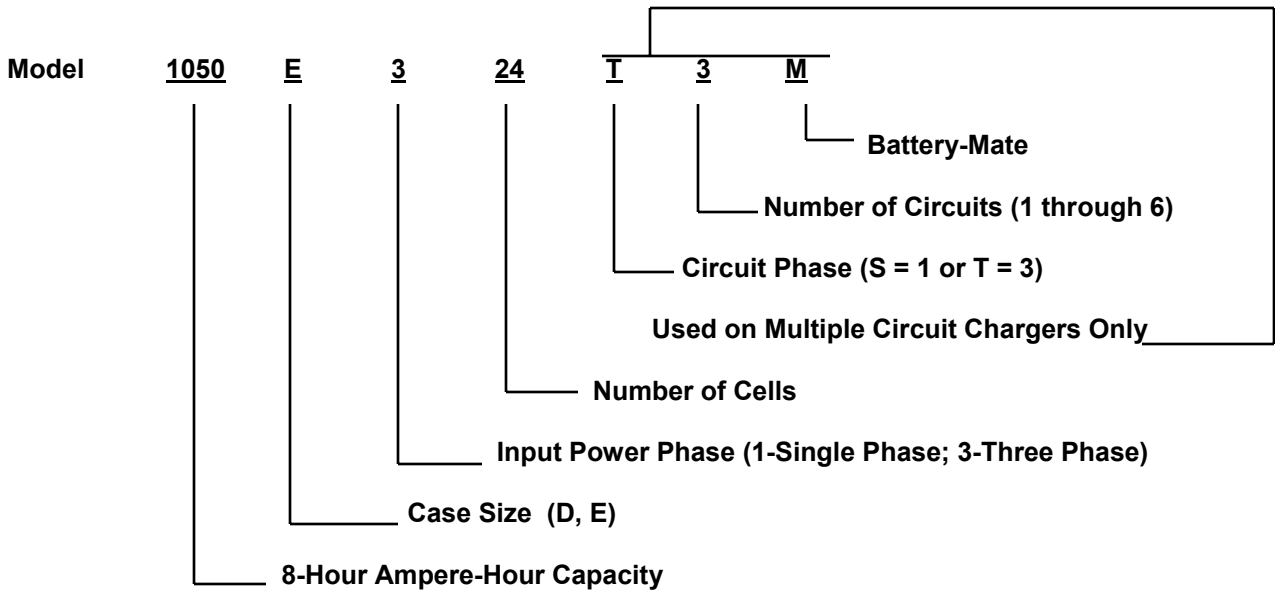 Model 1050 E 3 24 T 3 M
Battery-Mate
Number of Circuits (1 through 6)
Circuit Phase (S = 1 or T = 3)
Used on Multiple Circuit Chargers Only
Number of Cells
Input Power Phase (1-Single Phase; 3-Three Phase)
Case Size (D, E)
8-Hour Ampere-Hour Capacity